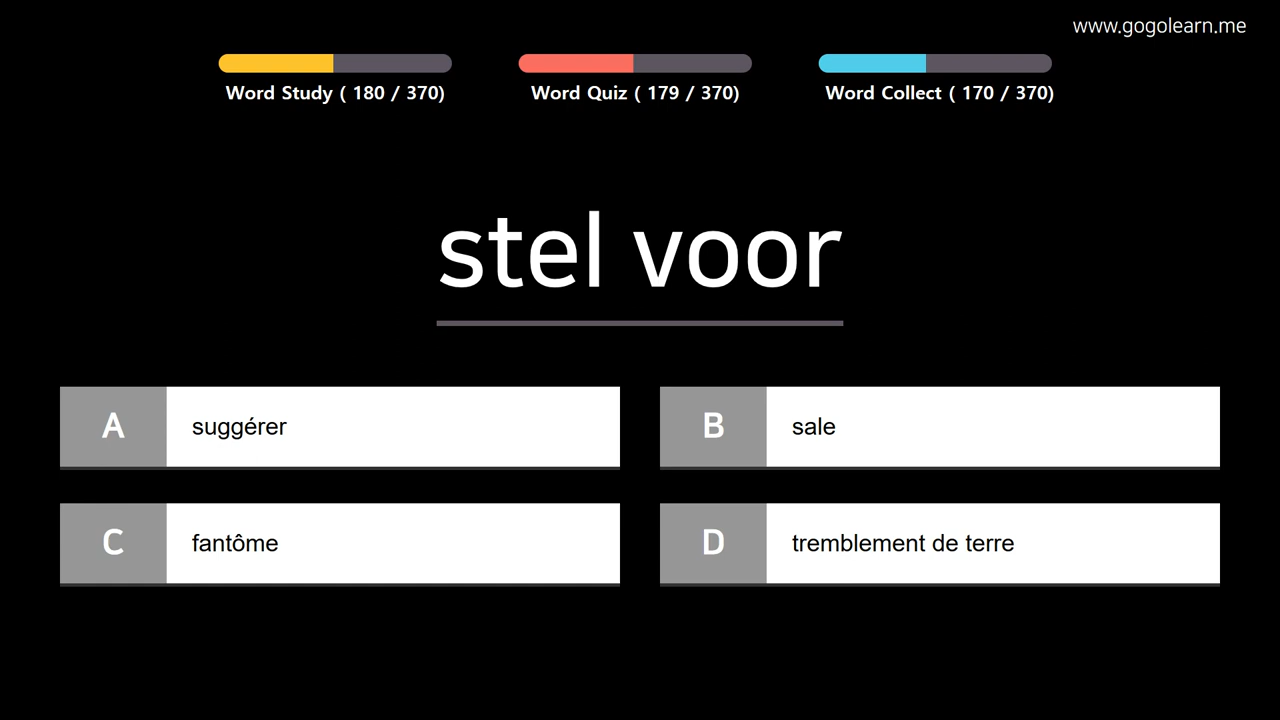 www.gogolearn.me
Word Study ( 180 / 370)
Word Quiz ( 179 / 370)
Word Collect ( 170 / 370)
stel voor
A suggérer
B sale
C fantôme
D tremblement de terre